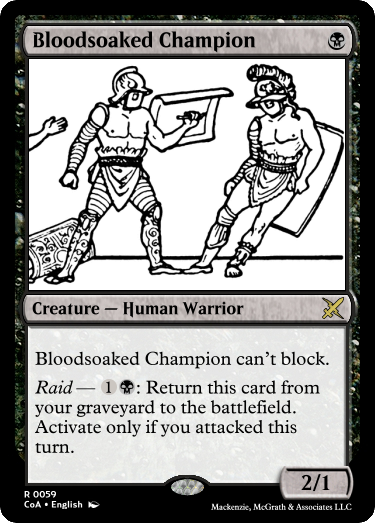 Bloodsoaked Champion
Creature — Human Warrior
Bloodsoaked Champion can't block.
Raid — 1 : Return this card from
your graveyard to the battlefield.
Activate only if you attacked this
turn.
2/1
R 0059
CoA • English
Mackenzie, McGrath & Associates LLC